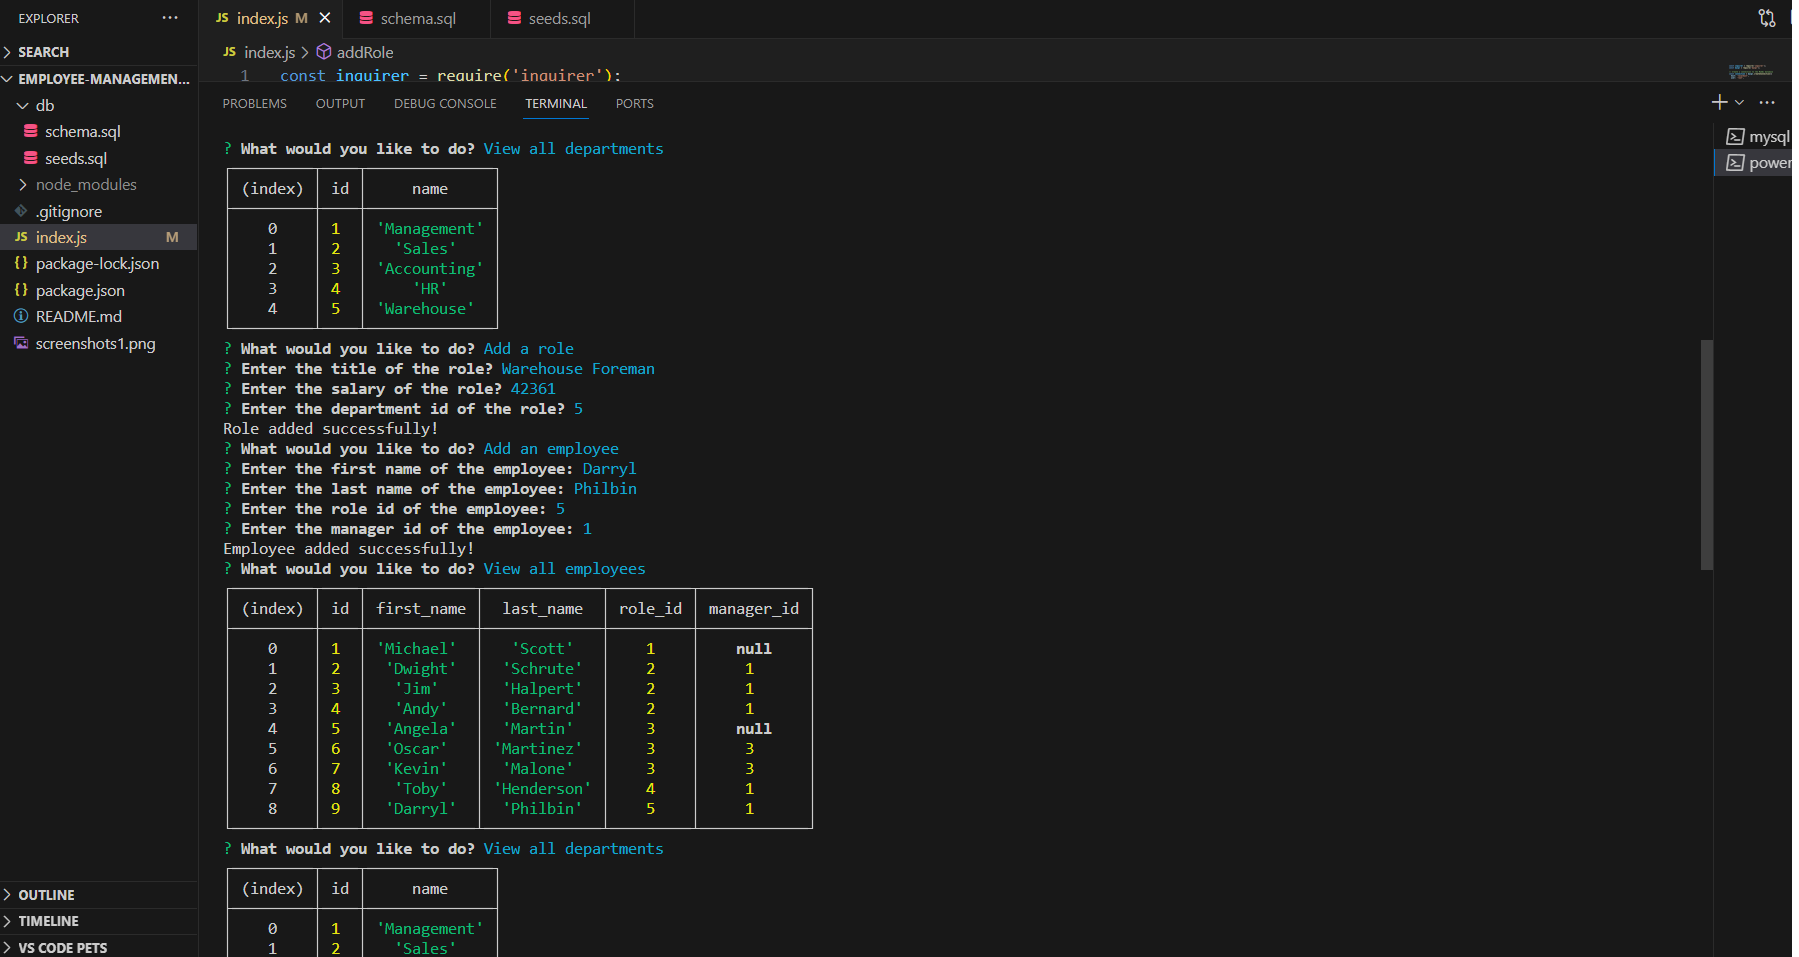 EXPLORER
SEARCH
EMPLOYEE-MANAGEMEN...
db
schema.sql
seeds.sql
node_modules
.gitignore
JS index.js M
package-lock.json
package.json
README.md
screenshots1.png
OUTLINE
TIMELINE
VS CODE PETS
JS index.js M
schema.sql
seeds.sql
JS index.js > addRole
1 const inquirer = require('inquirer');
PROBLEMS OUTPUT DEBUG CONSOLE TERMINAL PORTS
? What would you like to do? View all departments
(index) id name
0 1 'Management'
1 2 'Sales'
2 3 'Accounting'
3 4 'HR'
4 5 'Warehouse'
? What would you like to do? Add a role
? Enter the title of the role? Warehouse Foreman
? Enter the salary of the role? 42361
? Enter the department id of the role? 5
Role added successfully!
? What would you like to do? Add an employee
? Enter the first name of the employee: Darryl
? Enter the last name of the employee: Philbin
? Enter the role id of the employee: 5
? Enter the manager id of the employee: 1
Employee added successfully!
? What would you like to do? View all employees
(index) id first_name last_name role_id manager_id
0 1 'Michael' 'Scott' 1 null
1 2 'Dwight' 'Schrute' 2 1
2 3 'Jim' 'Halpert' 2 1
3 4 'Andy' 'Bernard' 2 1
4 5 'Angela' 'Martin' 3 null
5 6 'Oscar' 'Martinez' 3 3
6 7 'Kevin' 'Malone' 3 3
7 8 'Toby' 'Henderson' 4 1
8 9 'Darryl' 'Philbin' 5 1
? What would you like to do? View all departments
(index) id name
0 1 'Management'
1 2 'Sales'
mysql
power